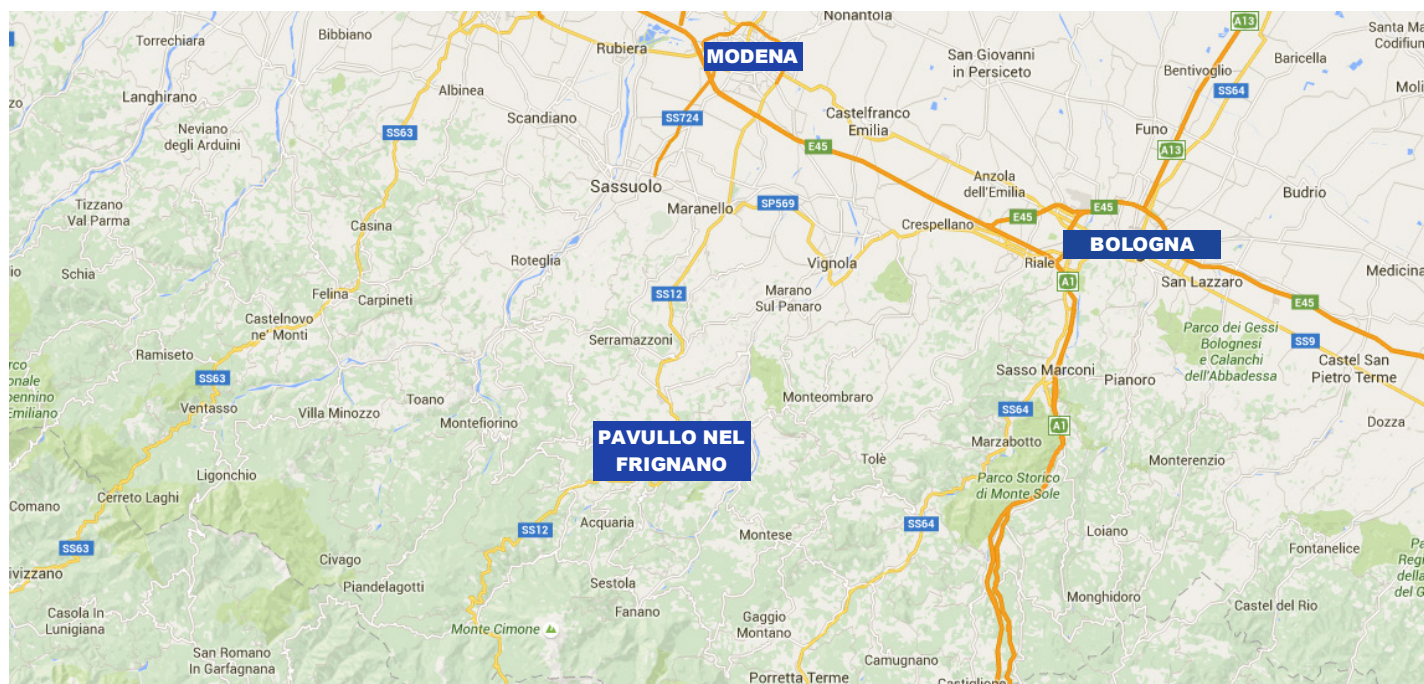 Nonantola
A13
Santa Ma
Codifium
Torrechiara
Bibbiano
Rubiera
MODENA
San Giovanni
in Persiceto
Bentivoglio
Baricella
Langhirano
Albinea
SS64
Moli
Scandiano
SS724
Castelfranco
Emilia
Neviano
degli Arduini
SS63
Funo
E45
A13
Sassuolo
Anzola
dell'Emilia
Budrio
Tizzano
Val Parma
Maranello
SP569
Casina
Crespellano
E45
E45
BOLOGNA
Roteglia
Vignola
Riale
Schia
Medicina
Felina
Carpineti
SS12
Marano
Sul Panaro
A1
San Lazzaro
E45
Castelnovo
ne' Monti
Serramazzoni
Parco dei Gessi
Bolognesi
e Calanchi
dell'Abbadessa
SS9
Ramiseto
Castel San
Pietro Terme
SS63
Sasso Marconi
Pianoro
Emiliano
Ventasso
Villa Minozzo
Toano
Monteombraro
SS64
Montefiorino
A1
Dozza
PAVULLO NEL
FRIGNANO
Marzabotto
Tolè
Monterenzio
Ligonchio
Parco Storico
di Monte Sole
Cerreto Laghi
Comano
SS12
Acquaria
SS64
Montese
Loiano
SS63
Fontanelice
Civago
ivizzano
Piandelagotti
Sestola
Monghidoro
Casola In
Lunigiana
Fanano
Gaggio
Montano
Castel del Rio
Monte Cimone
San Romano
In Garfagnana
Camugnano
Porretta Terme
Castiglione